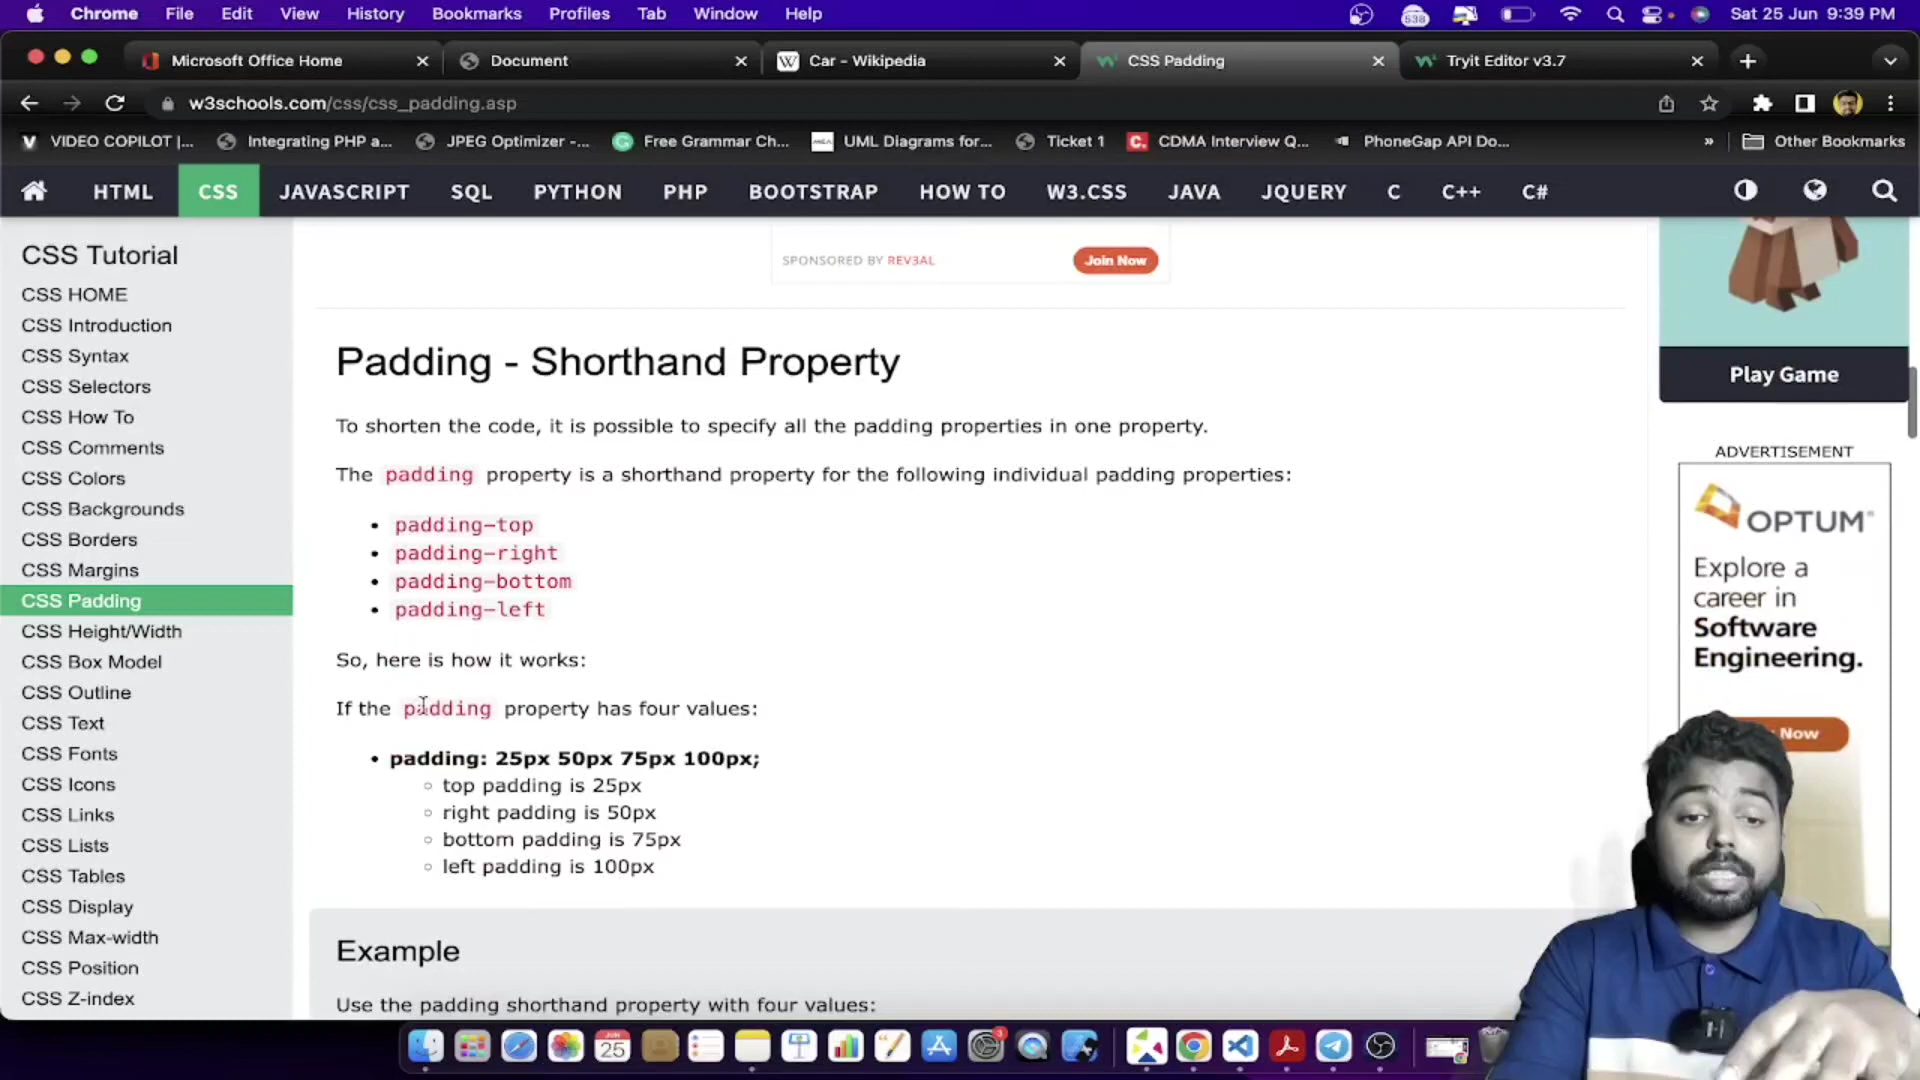 Chrome File Edit View History Bookmarks Profiles Tab Window Help 538 Sat 25 Jun 9:39 PM
Microsoft Office Home Document W Car - Wikipedia CSS Padding Tryit Editor v3.7
w3schools.com/css/css_padding.asp
VIDEO COPILOT |... Integrating PHP a... JPEG Optimizer -... Free Grammar Ch... UML Diagrams for... Ticket 1 C. CDMA Interview Q... PhoneGap API Do... » Other Bookmarks
HTML CSS JAVASCRIPT SQL PYTHON PHP BOOTSTRAP HOW TO W3.CSS JAVA JQUERY C C++ C#
CSS Tutorial
CSS HOME
CSS Introduction
CSS Syntax
CSS Selectors
CSS How To
CSS Comments
CSS Colors
CSS Backgrounds
CSS Borders
CSS Margins
CSS Padding
CSS Height/Width
CSS Box Model
CSS Outline
CSS Text
CSS Fonts
CSS Icons
CSS Links
CSS Lists
CSS Tables
CSS Display
CSS Max-width
CSS Position
CSS Z-index
SPONSORED BY REV3AL Join Now
Padding - Shorthand Property
To shorten the code, it is possible to specify all the padding properties in one property.
The padding property is a shorthand property for the following individual padding properties:
padding-top
padding-right
padding-bottom
padding-left
So, here is how it works:
If the padding property has four values:
padding: 25px 50px 75px 100px;
top padding is 25px
right padding is 50px
bottom padding is 75px
left padding is 100px
Example
Use the padding shorthand property with four values:
Play Game
ADVERTISEMENT
OPTUM
Explore a
career in
Software
Engineering.
Now
JUN
25
3